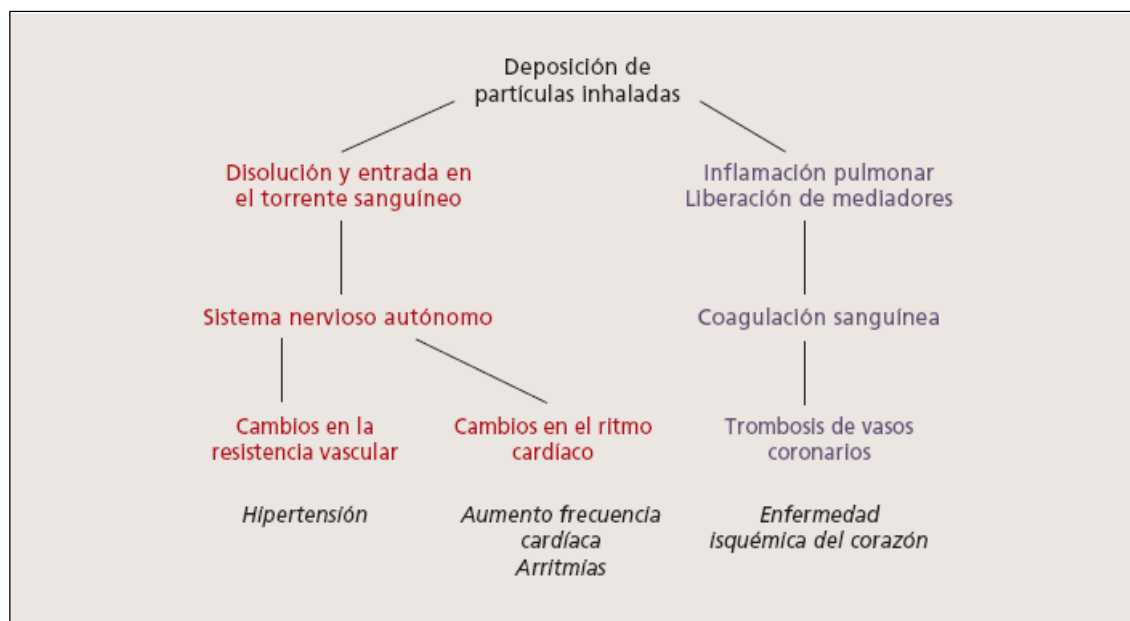 Deposición de
partículas inhaladas
Disolución y entrada en
el torrente sanguíneo
Inflamación pulmonar
Liberación de mediadores
Sistema nervioso autónomo
Coagulación sanguínea
Cambios en la
resistencia vascular
Cambios en el ritmo
cardíaco
Trombosis de vasos
coronarios
Hipertensión
Aumento frecuencia
cardíaca
Arritmias
Enfermedad
isquémica del corazón